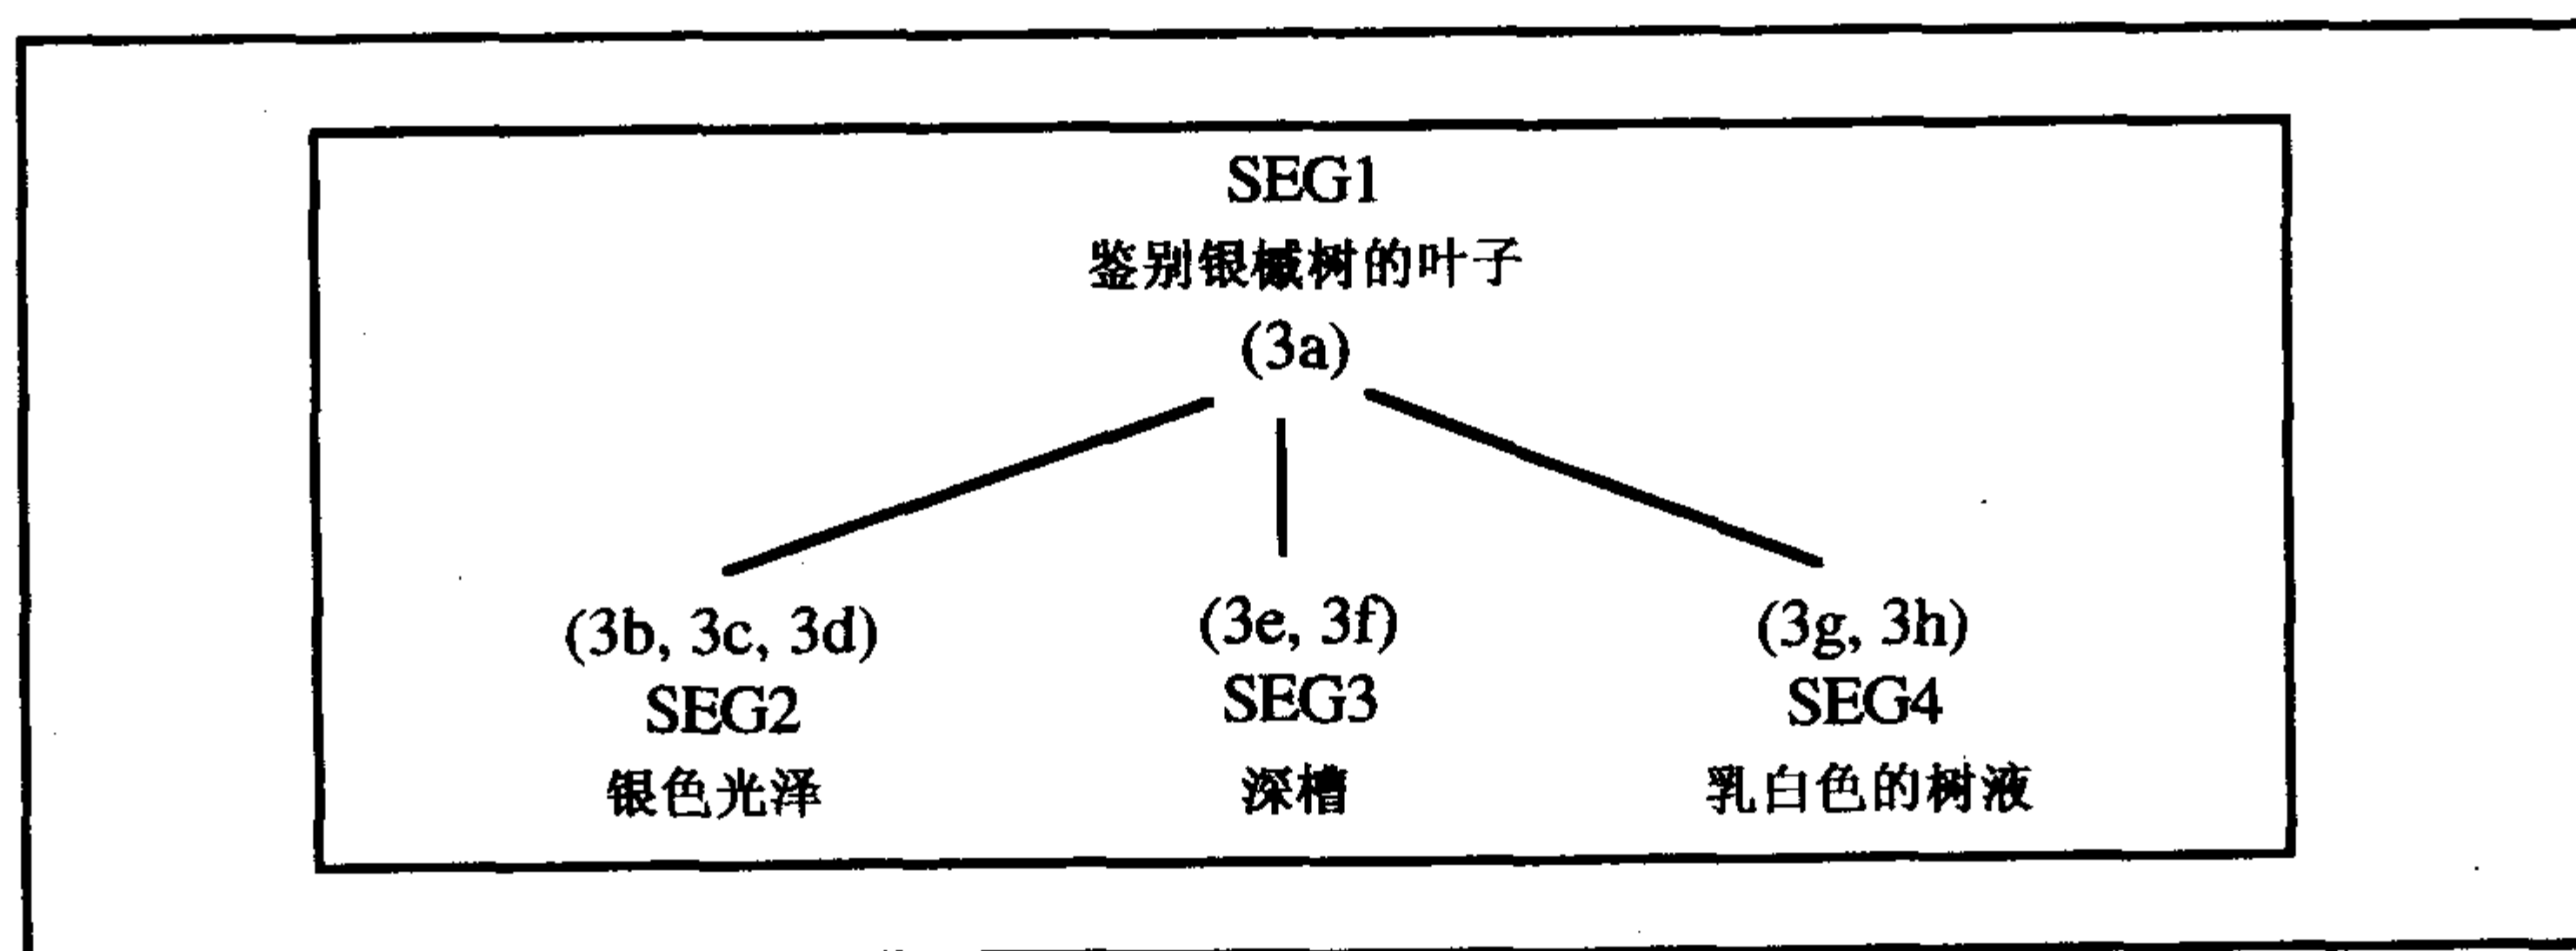 SEG1
鉴别银槭树的叶子
(3a)
(3b, 3c, 3d)
SEG2
银色光泽
(3e, 3f)
SEG3
深槽
(3g, 3h)
SEG4
乳白色的树液